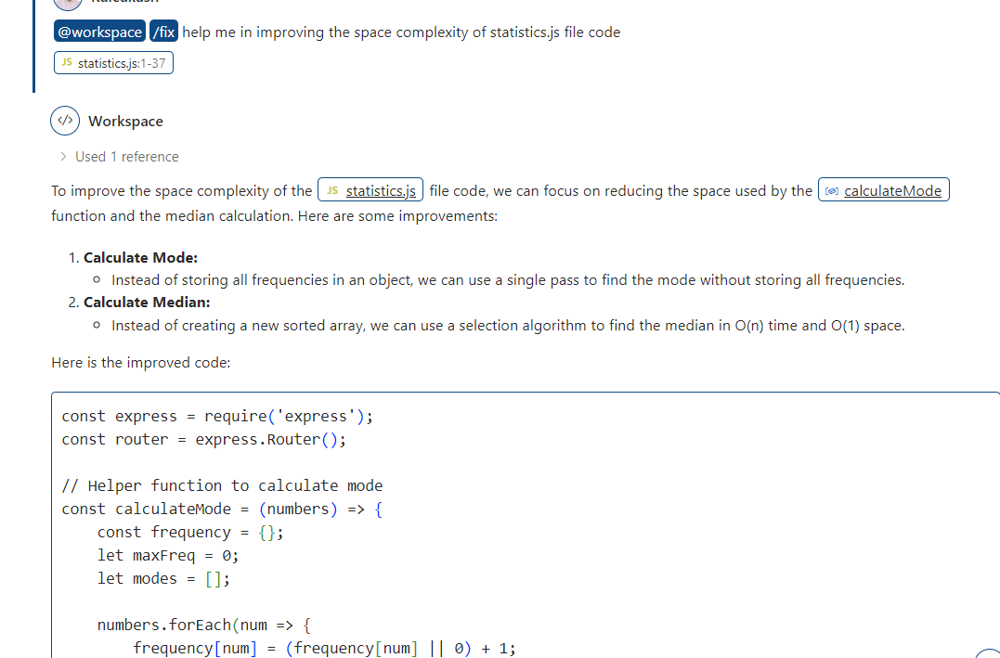 @workspace /fix help me in improving the space complexity of statistics.js file code
JS statistics.js:1-37
</> Workspace
> Used 1 reference
To improve the space complexity of the JS statistics.js file code, we can focus on reducing the space used by the calculateMode
function and the median calculation. Here are some improvements:
1. Calculate Mode:
○ Instead of storing all frequencies in an object, we can use a single pass to find the mode without storing all frequencies.
2. Calculate Median:
○ Instead of creating a new sorted array, we can use a selection algorithm to find the median in O(n) time and O(1) space.
Here is the improved code:
const express = require('express');
const router = express.Router();
// Helper function to calculate mode
const calculateMode = (numbers) => {
const frequency = {};
let maxFreq = 0;
let modes = [];
numbers.forEach(num => {
frequency[num] = (frequency[num] || 0) + 1;